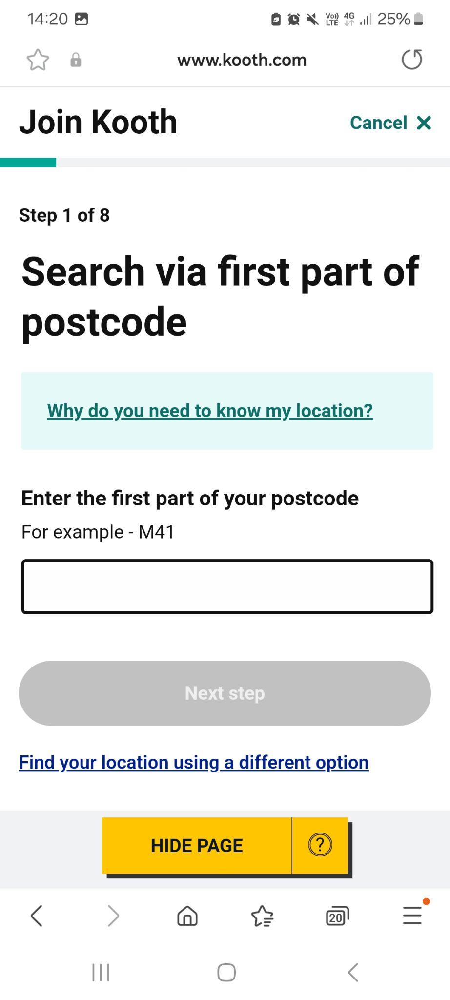 14:20
Vo)) LTE 4G 25%
www.kooth.com
Join Kooth
Cancel
Step 1 of 8
Search via first part of
postcode
Why do you need to know my location?
Enter the first part of your postcode
For example - M41
Next step
Find your location using a different option
HIDE PAGE ?
20